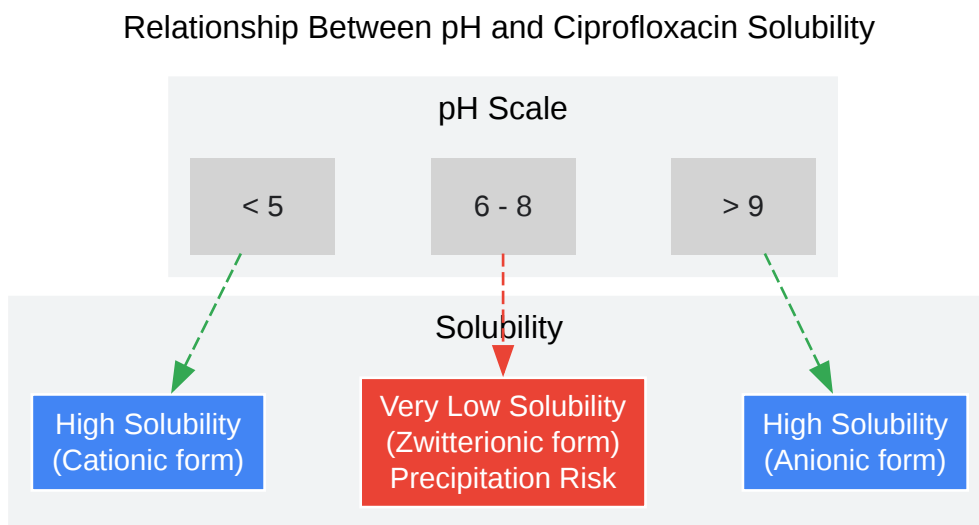 Relationship Between pH and Ciprofloxacin Solubility
pH Scale
< 5
6 - 8
> 9
Solubility
High Solubility
(Cationic form)
Very Low Solubility
(Zwitterionic form)
Precipitation Risk
High Solubility
(Anionic form)